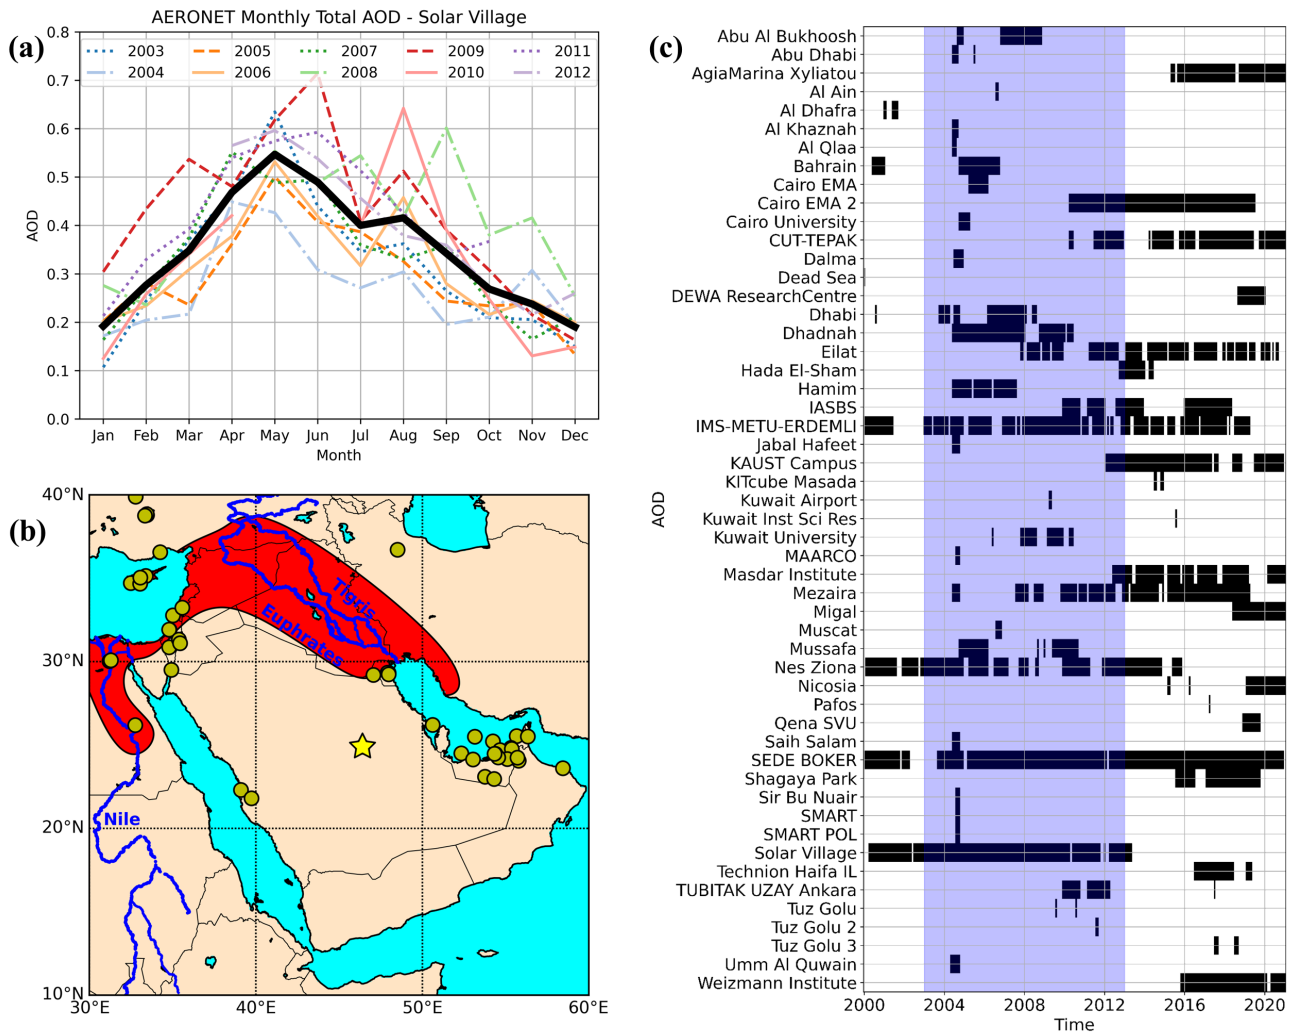 (a)
AERONET Monthly Total AOD - Solar Village
2003 2005 2007 2009 2011
2004 2006 2008 2010 2012
0.8
0.7
0.6
0.5
0.4
0.3
0.2
0.1
0.0
AOD
Jan Feb Mar Apr May Jun Jul Aug Sep Oct Nov Dec
Month
(b)
40°N
30°N
20°N
10°N
30°E 40°E 50°E 60°E
Tigris
Euphrates
Nile
(c)
AOD
Abu Al Bukhoosh
Abu Dhabi
AgiaMarina Xyliatou
Al Ain
Al Dhafra
Al Khaznah
Al Qlaa
Bahrain
Cairo EMA
Cairo EMA 2
Cairo University
CUT-TEPAK
Dalma
Dead Sea
DEWA ResearchCentre
Dhabi
Dhadnah
Eilat
Hada El-Sham
Hamim
IASBS
IMS-METU-ERDEMLI
Jabal Hafeet
KAUST Campus
KITcube Masada
Kuwait Airport
Kuwait Inst Sci Res
Kuwait University
MAARCO
Masdar Institute
Mezaira
Migal
Muscat
Mussafa
Nes Ziona
Nicosia
Pafos
Qena SVU
Saih Salam
SEDE BOKER
Shagaya Park
Sir Bu Nuair
SMART
SMART POL
Solar Village
Technion Haifa IL
TUBITAK UZAY Ankara
Tuz Golu
Tuz Golu 2
Tuz Golu 3
Umm Al Quwain
Weizmann Institute
2000 2004 2008 2012 2016 2020
Time